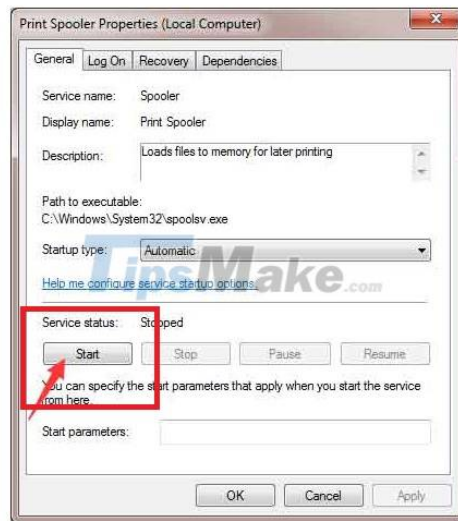 Print Spooler Properties (Local Computer)
General Log On Recovery Dependencies
Service name: Spooler
Display name: Print Spooler
Description: Loads files to memory for later printing
Path to executable:
C:\Windows\System32\spoolsv.exe
Startup type: Automatic
TipsMake.com
Help me configure service startup options.
Service status: Stopped
Start Stop Pause Resume
You can specify the start parameters that apply when you start the service
from here.
Start parameters:
OK Cancel Apply